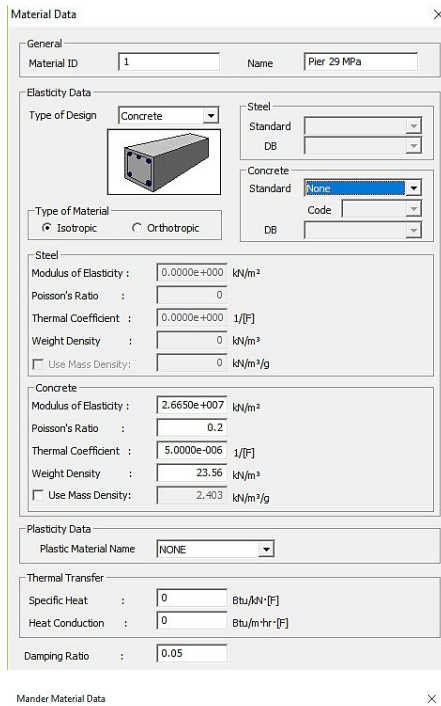 Material Data
General
Material ID 1 Name Pier 29 MPa
Elasticity Data
Type of Design Concrete
Steel
Standard
DB
Concrete
Standard None
Code
DB
Type of Material
Isotropic Orthotropic
Steel
Modulus of Elasticity : 0.0000e+000 kN/m²
Poisson's Ratio : 0
Thermal Coefficient : 0.0000e+000 1/[F]
Weight Density : 0 kN/m³
Use Mass Density: 0 kN/m³/g
Concrete
Modulus of Elasticity : 2.6650e+007 kN/m²
Poisson's Ratio : 0.2
Thermal Coefficient : 5.0000e-006 1/[F]
Weight Density : 23.56 kN/m³
Use Mass Density: 2.403 kN/m³/g
Plasticity Data
Plastic Material Name NONE
Thermal Transfer
Specific Heat : 0 Btu/kN·[F]
Heat Conduction : 0 Btu/m·hr·[F]
Damping Ratio : 0.05
Mander Material Data